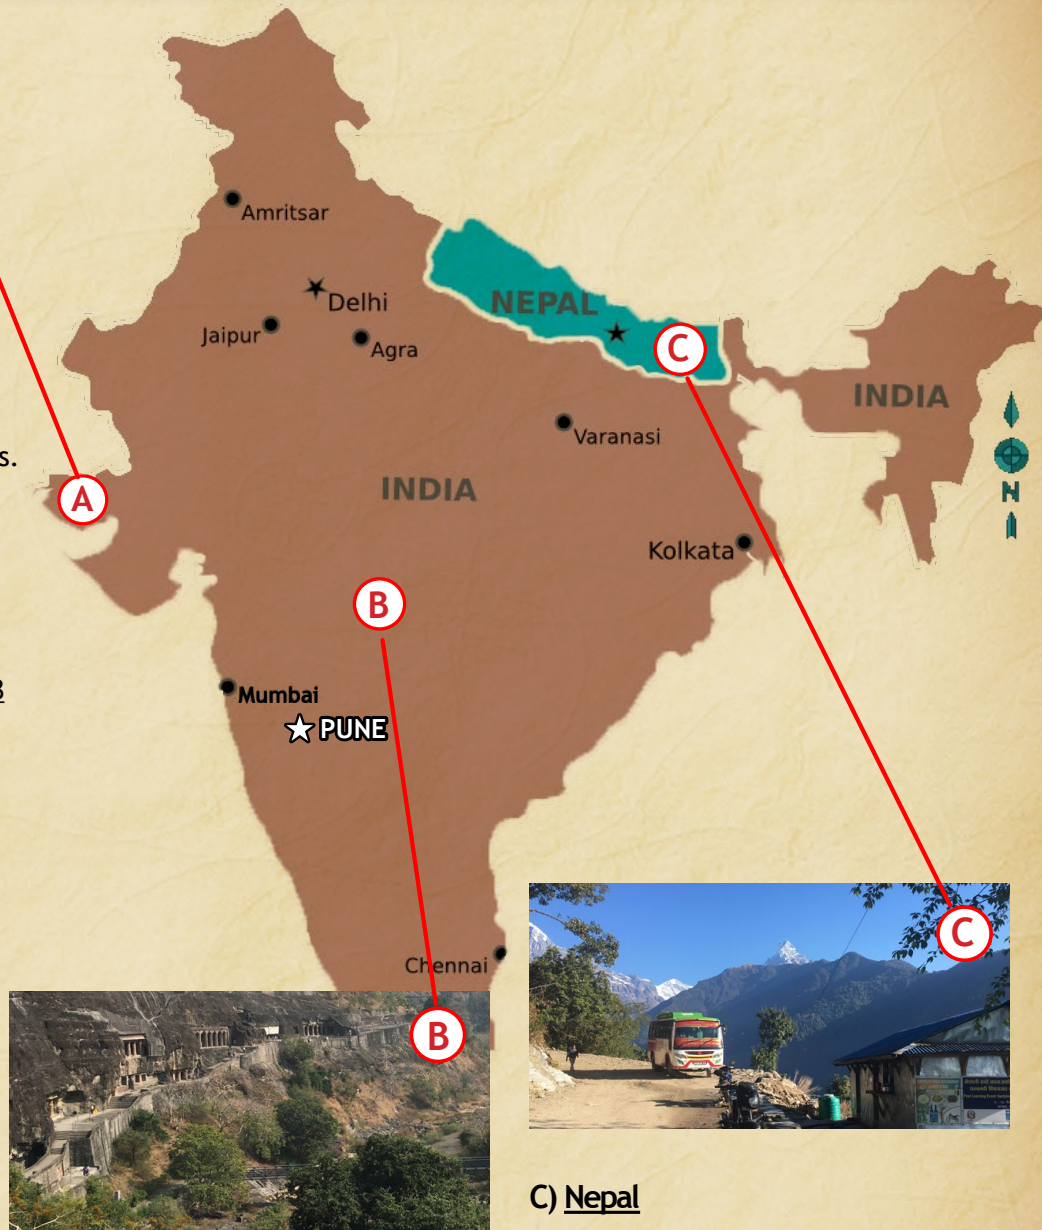 Amritsar
NEPAL
Delhi
Jaipur
Agra
C
INDIA
Varanasi
s.
INDIA
A
N
Kolkata
B
Mumbai
PUNE
C
Chennai
B
C) Nepal